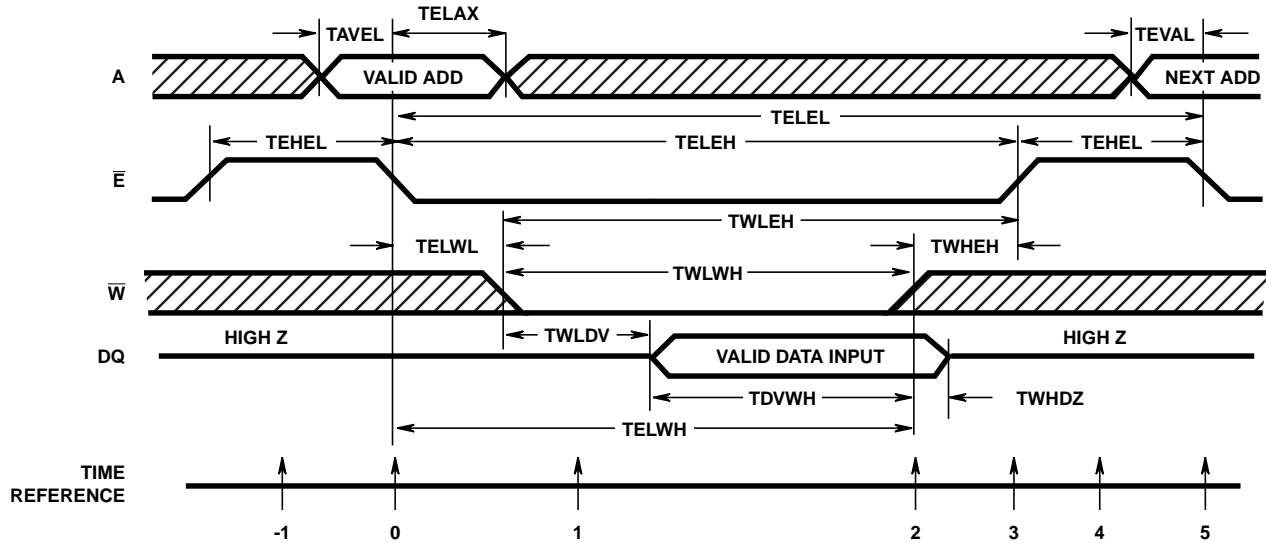 TELAX
TAVEL
TEVAL
A
VALID ADD
NEXT ADD
TELEL
TEHEL
TELEH
TEHEL
E̅
TWLEH
TELWL
TWHEH
TWLWH
W̅
TWLDV
HIGH Z
HIGH Z
DQ
VALID DATA INPUT
TDVWH
TWHDZ
TELWH
TIME
REFERENCE
-1 0 1 2 3 4 5